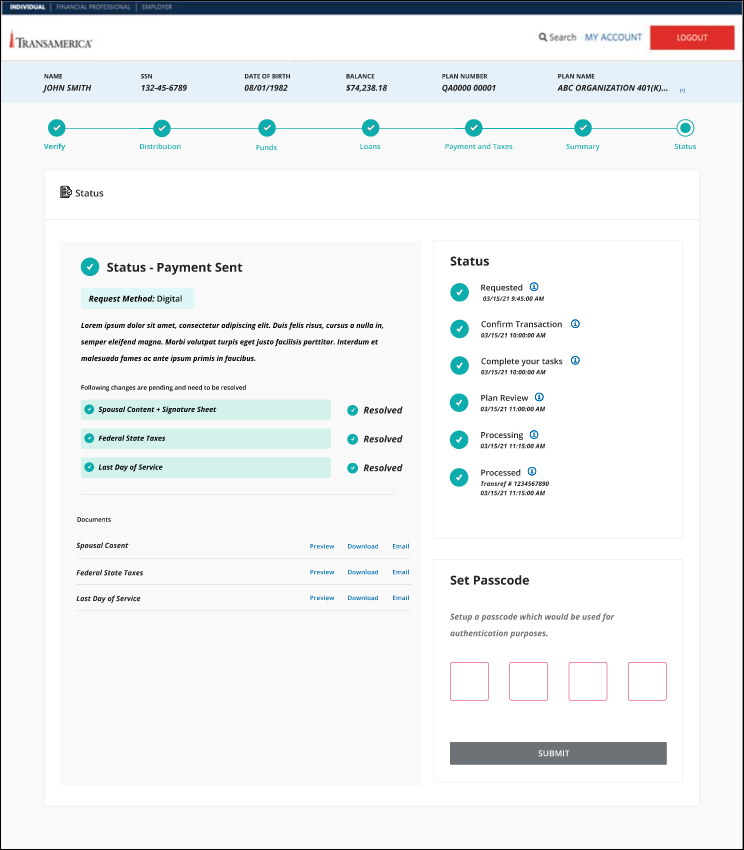 INDIVIDUAL | FINANCIAL PROFESSIONAL | EMPLOYER
TRANSAMERICA®
Search MY ACCOUNT LOGOUT
NAME SSN DATE OF BIRTH BALANCE PLAN NUMBER PLAN NAME
JOHN SMITH 132-45-6789 08/01/1982 $74,238.18 QA0000 00001 ABC ORGANIZATION 401(K)... [+]
Verify Distribution Funds Loans Payment and Taxes Summary Status
Status
Status - Payment Sent
Request Method: Digital
Lorem ipsum dolor sit amet, consectetur adipiscing elit. Duis felis risus, cursus a nulla in,
semper eleifend magna. Morbi volutpat turpis eget justo facilisis porttitor. Interdum et
malesuada fames ac ante ipsum primis in faucibus.
Following changes are pending and need to be resolved
Spousal Content + Signature Sheet Resolved
Federal State Taxes Resolved
Last Day of Service Resolved
Documents
Spousal Cosent Preview Download Email
Federal State Taxes Preview Download Email
Last Day of Service Preview Download Email
Status
Requested
03/15/21 9:45:00 AM
Confirm Transaction
03/15/21 10:00:00 AM
Complete your tasks
03/15/21 10:00:00 AM
Plan Review
03/15/21 11:00:00 AM
Processing
03/15/21 11:15:00 AM
Processed
Transref # 1234567890
03/15/21 11:15:00 AM
Set Passcode
Setup a passcode which would be used for
authentication purposes.
SUBMIT